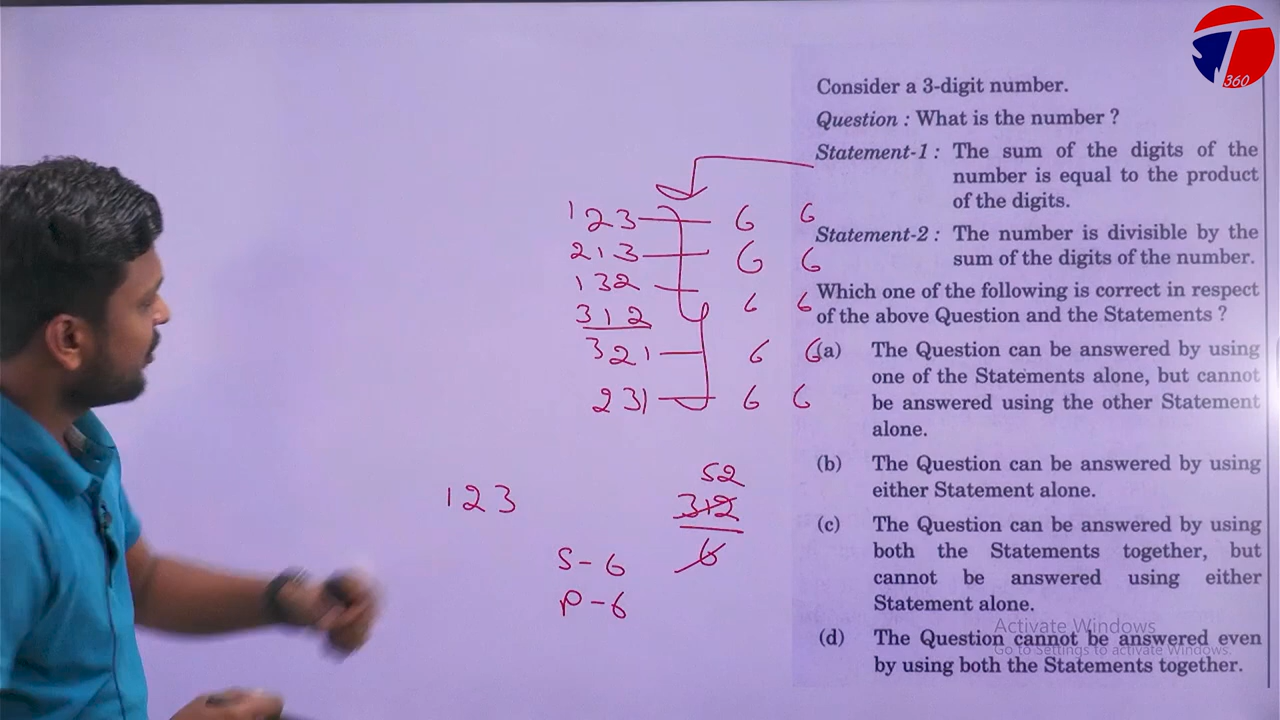 360
Consider a 3-digit number.
Question : What is the number ?
Statement-1 : The sum of the digits of the
number is equal to the product
of the digits.
Statement-2 : The number is divisible by the
sum of the digits of the number.
Which one of the following is correct in respect
of the above Question and the Statements ?
(a) The Question can be answered by using
one of the Statements alone, but cannot
be answered using the other Statement
alone.
(b) The Question can be answered by using
either Statement alone.
(c) The Question can be answered by using
both the Statements together, but
cannot be answered using either
Statement alone.
(d) The Question cannot be answered even
by using both the Statements together.
Activate Windows
Go to Settings to activate Windows.
123 6 6
213 6 6
132 6 6
312
321 6 6
231 6 6
123
52
312
6
S-6
P-6